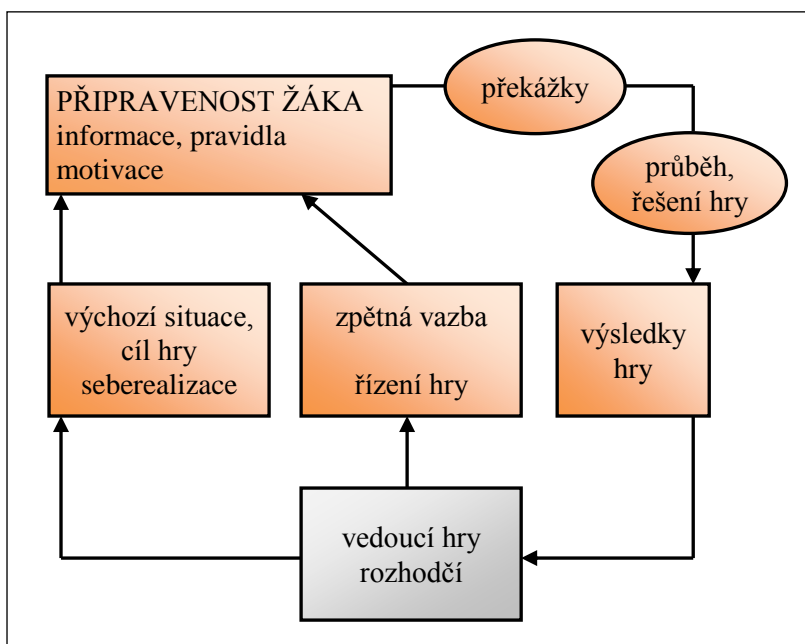 PŘIPRAVENOST ŽÁKA
informace, pravidla
motivace
překážky
průběh,
řešení hry
výchozí situace,
cíl hry
seberealizace
zpětná vazba
řízení hry
výsledky
hry
vedoucí hry
rozhodčí